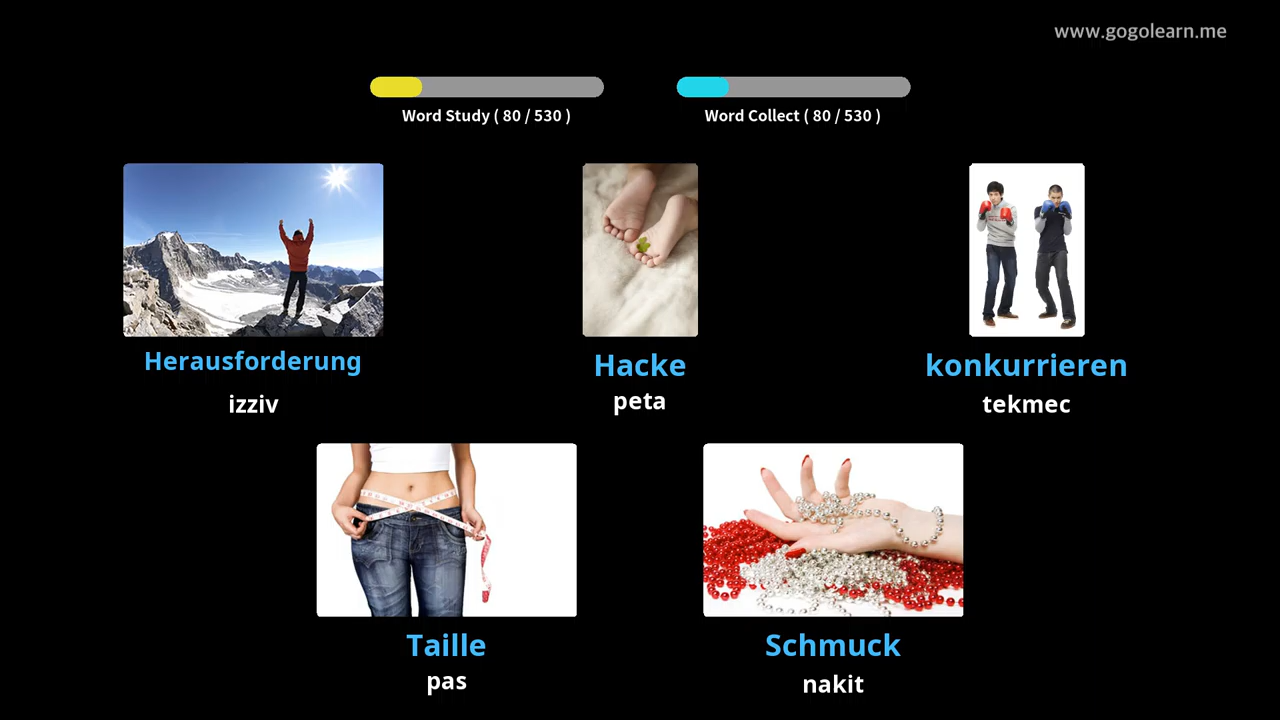 www.gogolearn.me
Word Study ( 80 / 530 )
Word Collect ( 80 / 530 )
Herausforderung
izziv
Hacke
peta
konkurrieren
tekmec
Taille
pas
Schmuck
nakit